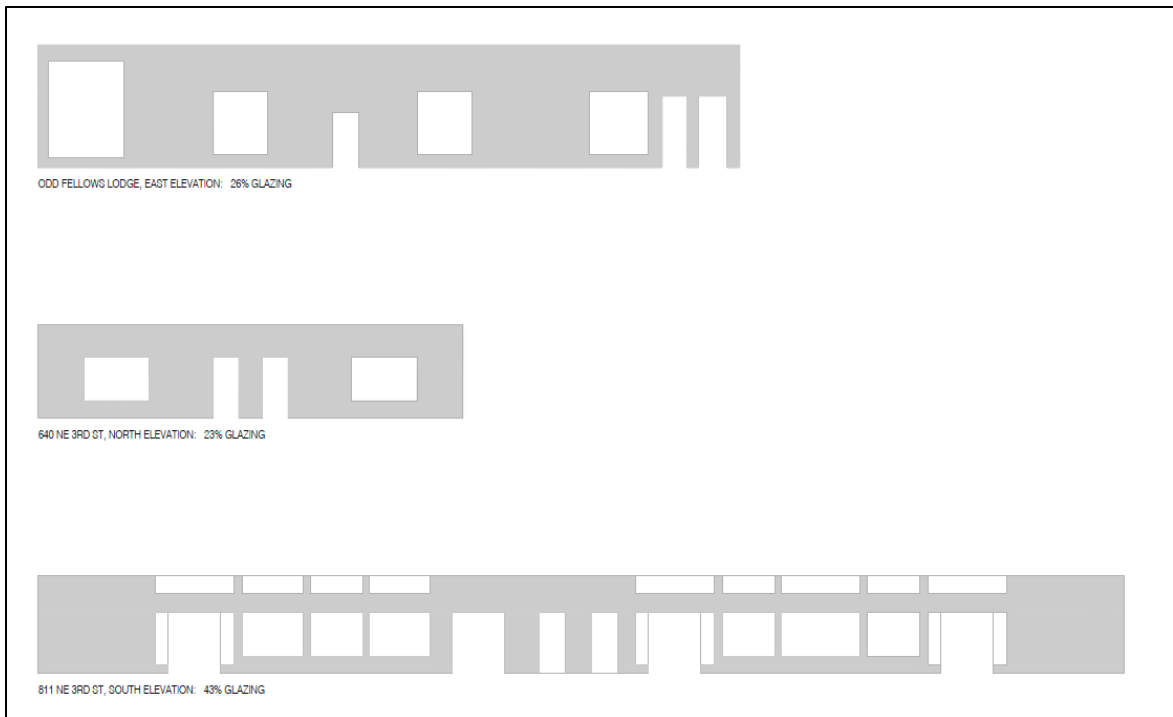 ODD FELLOWS LODGE, EAST ELEVATION: 26% GLAZING
640 NE 3RD ST, NORTH ELEVATION: 23% GLAZING
811 NE 3RD ST, SOUTH ELEVATION: 43% GLAZING